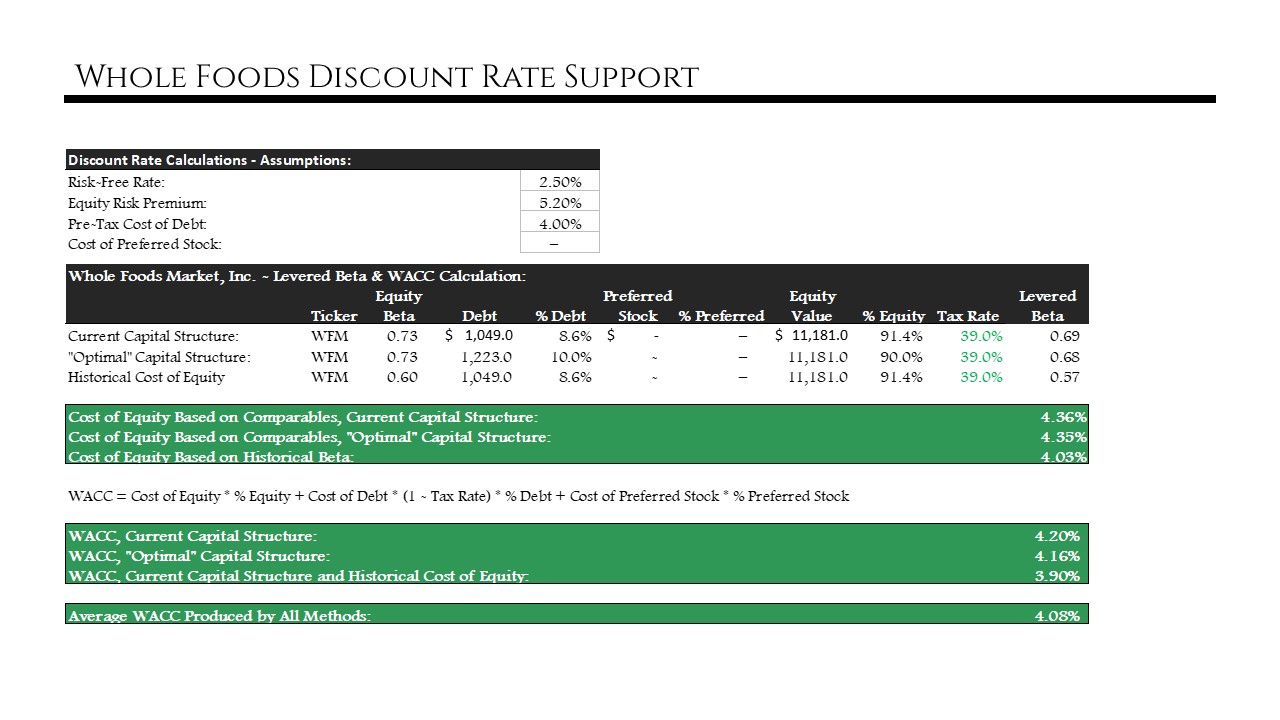 Whole Foods Discount Rate Support
Discount Rate Calculations - Assumptions:
Risk-Free Rate: 2.50%
Equity Risk Premium: 5.20%
Pre-Tax Cost of Debt: 4.00%
Cost of Preferred Stock: –
Whole Foods Market, Inc. - Levered Beta & WACC Calculation:
Equity Preferred Equity Levered
Ticker Beta Debt % Debt Stock % Preferred Value % Equity Tax Rate Beta
Current Capital Structure: WFM 0.73 $ 1,049.0 8.6% $ - – $ 11,181.0 91.4% 39.0% 0.69
"Optimal" Capital Structure: WFM 0.73 1,223.0 10.0% - – 11,181.0 90.0% 39.0% 0.68
Historical Cost of Equity WFM 0.60 1,049.0 8.6% - – 11,181.0 91.4% 39.0% 0.57
Cost of Equity Based on Comparables, Current Capital Structure: 4.36%
Cost of Equity Based on Comparables, "Optimal" Capital Structure: 4.35%
Cost of Equity Based on Historical Beta: 4.03%
WACC = Cost of Equity * % Equity + Cost of Debt * (1 - Tax Rate) * % Debt + Cost of Preferred Stock * % Preferred Stock
WACC, Current Capital Structure: 4.20%
WACC, "Optimal" Capital Structure: 4.16%
WACC, Current Capital Structure and Historical Cost of Equity: 3.90%
Average WACC Produced by All Methods: 4.08%